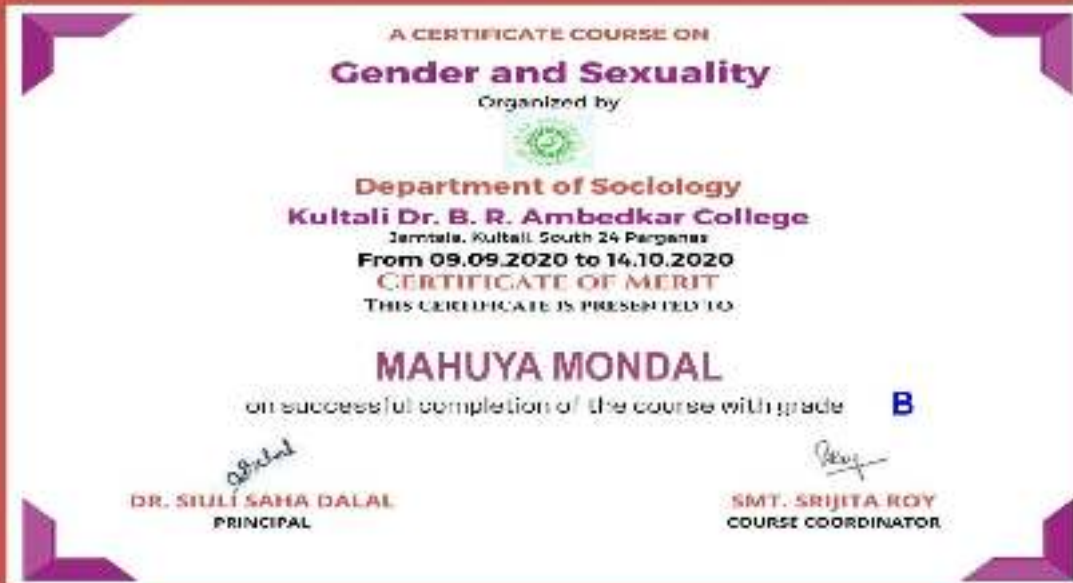 A CERTIFICATE COURSE ON
Gender and Sexuality
Organized by
Department of Sociology
Kultali Dr. B. R. Ambedkar College
Jamtala, Kultali, South 24 Parganas
From 09.09.2020 to 14.10.2020
CERTIFICATE OF MERIT
THIS CERTIFICATE IS PRESENTED TO
MAHUYA MONDAL
on successful completion of the course with grade B
DR. SIULI SAHA DALAL
PRINCIPAL
SMT. SRIJITA ROY
COURSE COORDINATOR